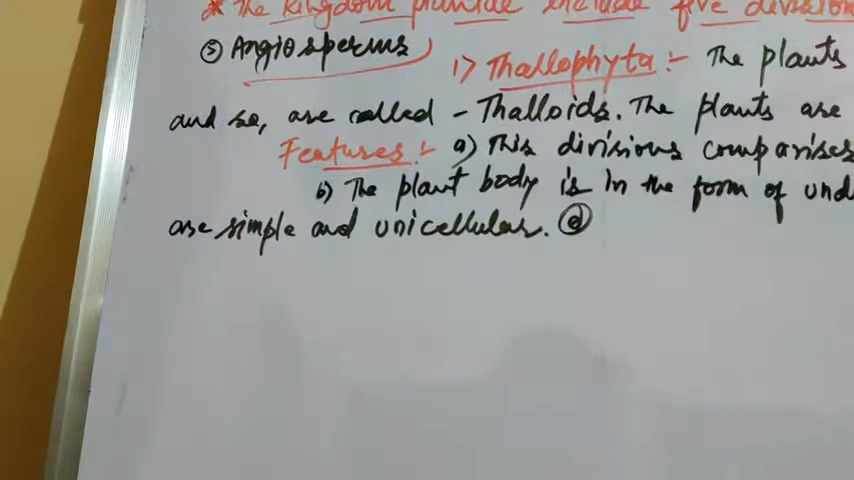 * The Kingdom plantae include five divisions
⑤ Angiosperms
1) Thallophyta :- The plants
and so, are called - Thalloids. The plants are
Features :- a) This divisions comparises
b) The plant body is in the form of und
are simple and unicellular. ⓓ